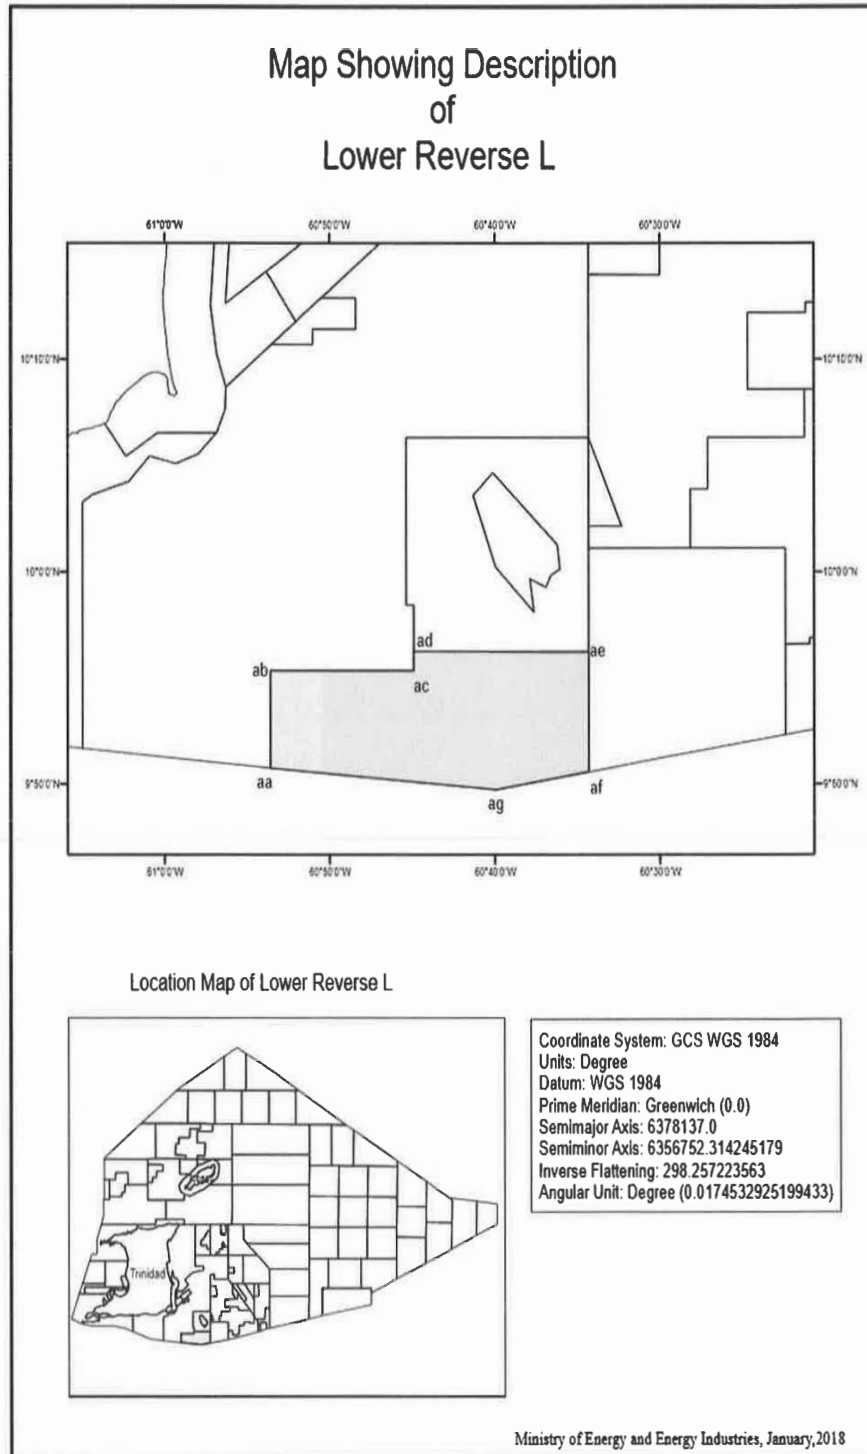 Map Showing Description
of
Lower Reverse L
61°0'0"W 60°50'0"W 60°40'0"W 60°30'0"W
10°10'0"N 10°10'0"N
10°0'0"N 10°0'0"N
ad ae
ab
ac
9°50'0"N aa af 9°50'0"N
ag
61°0'0"W 60°50'0"W 60°40'0"W 60°30'0"W
Location Map of Lower Reverse L
Trinidad
Coordinate System: GCS WGS 1984
Units: Degree
Datum: WGS 1984
Prime Meridian: Greenwich (0.0)
Semimajor Axis: 6378137.0
Semiminor Axis: 6356752.314245179
Inverse Flattening: 298.257223563
Angular Unit: Degree (0.0174532925199433)
Ministry of Energy and Energy Industries, January,2018